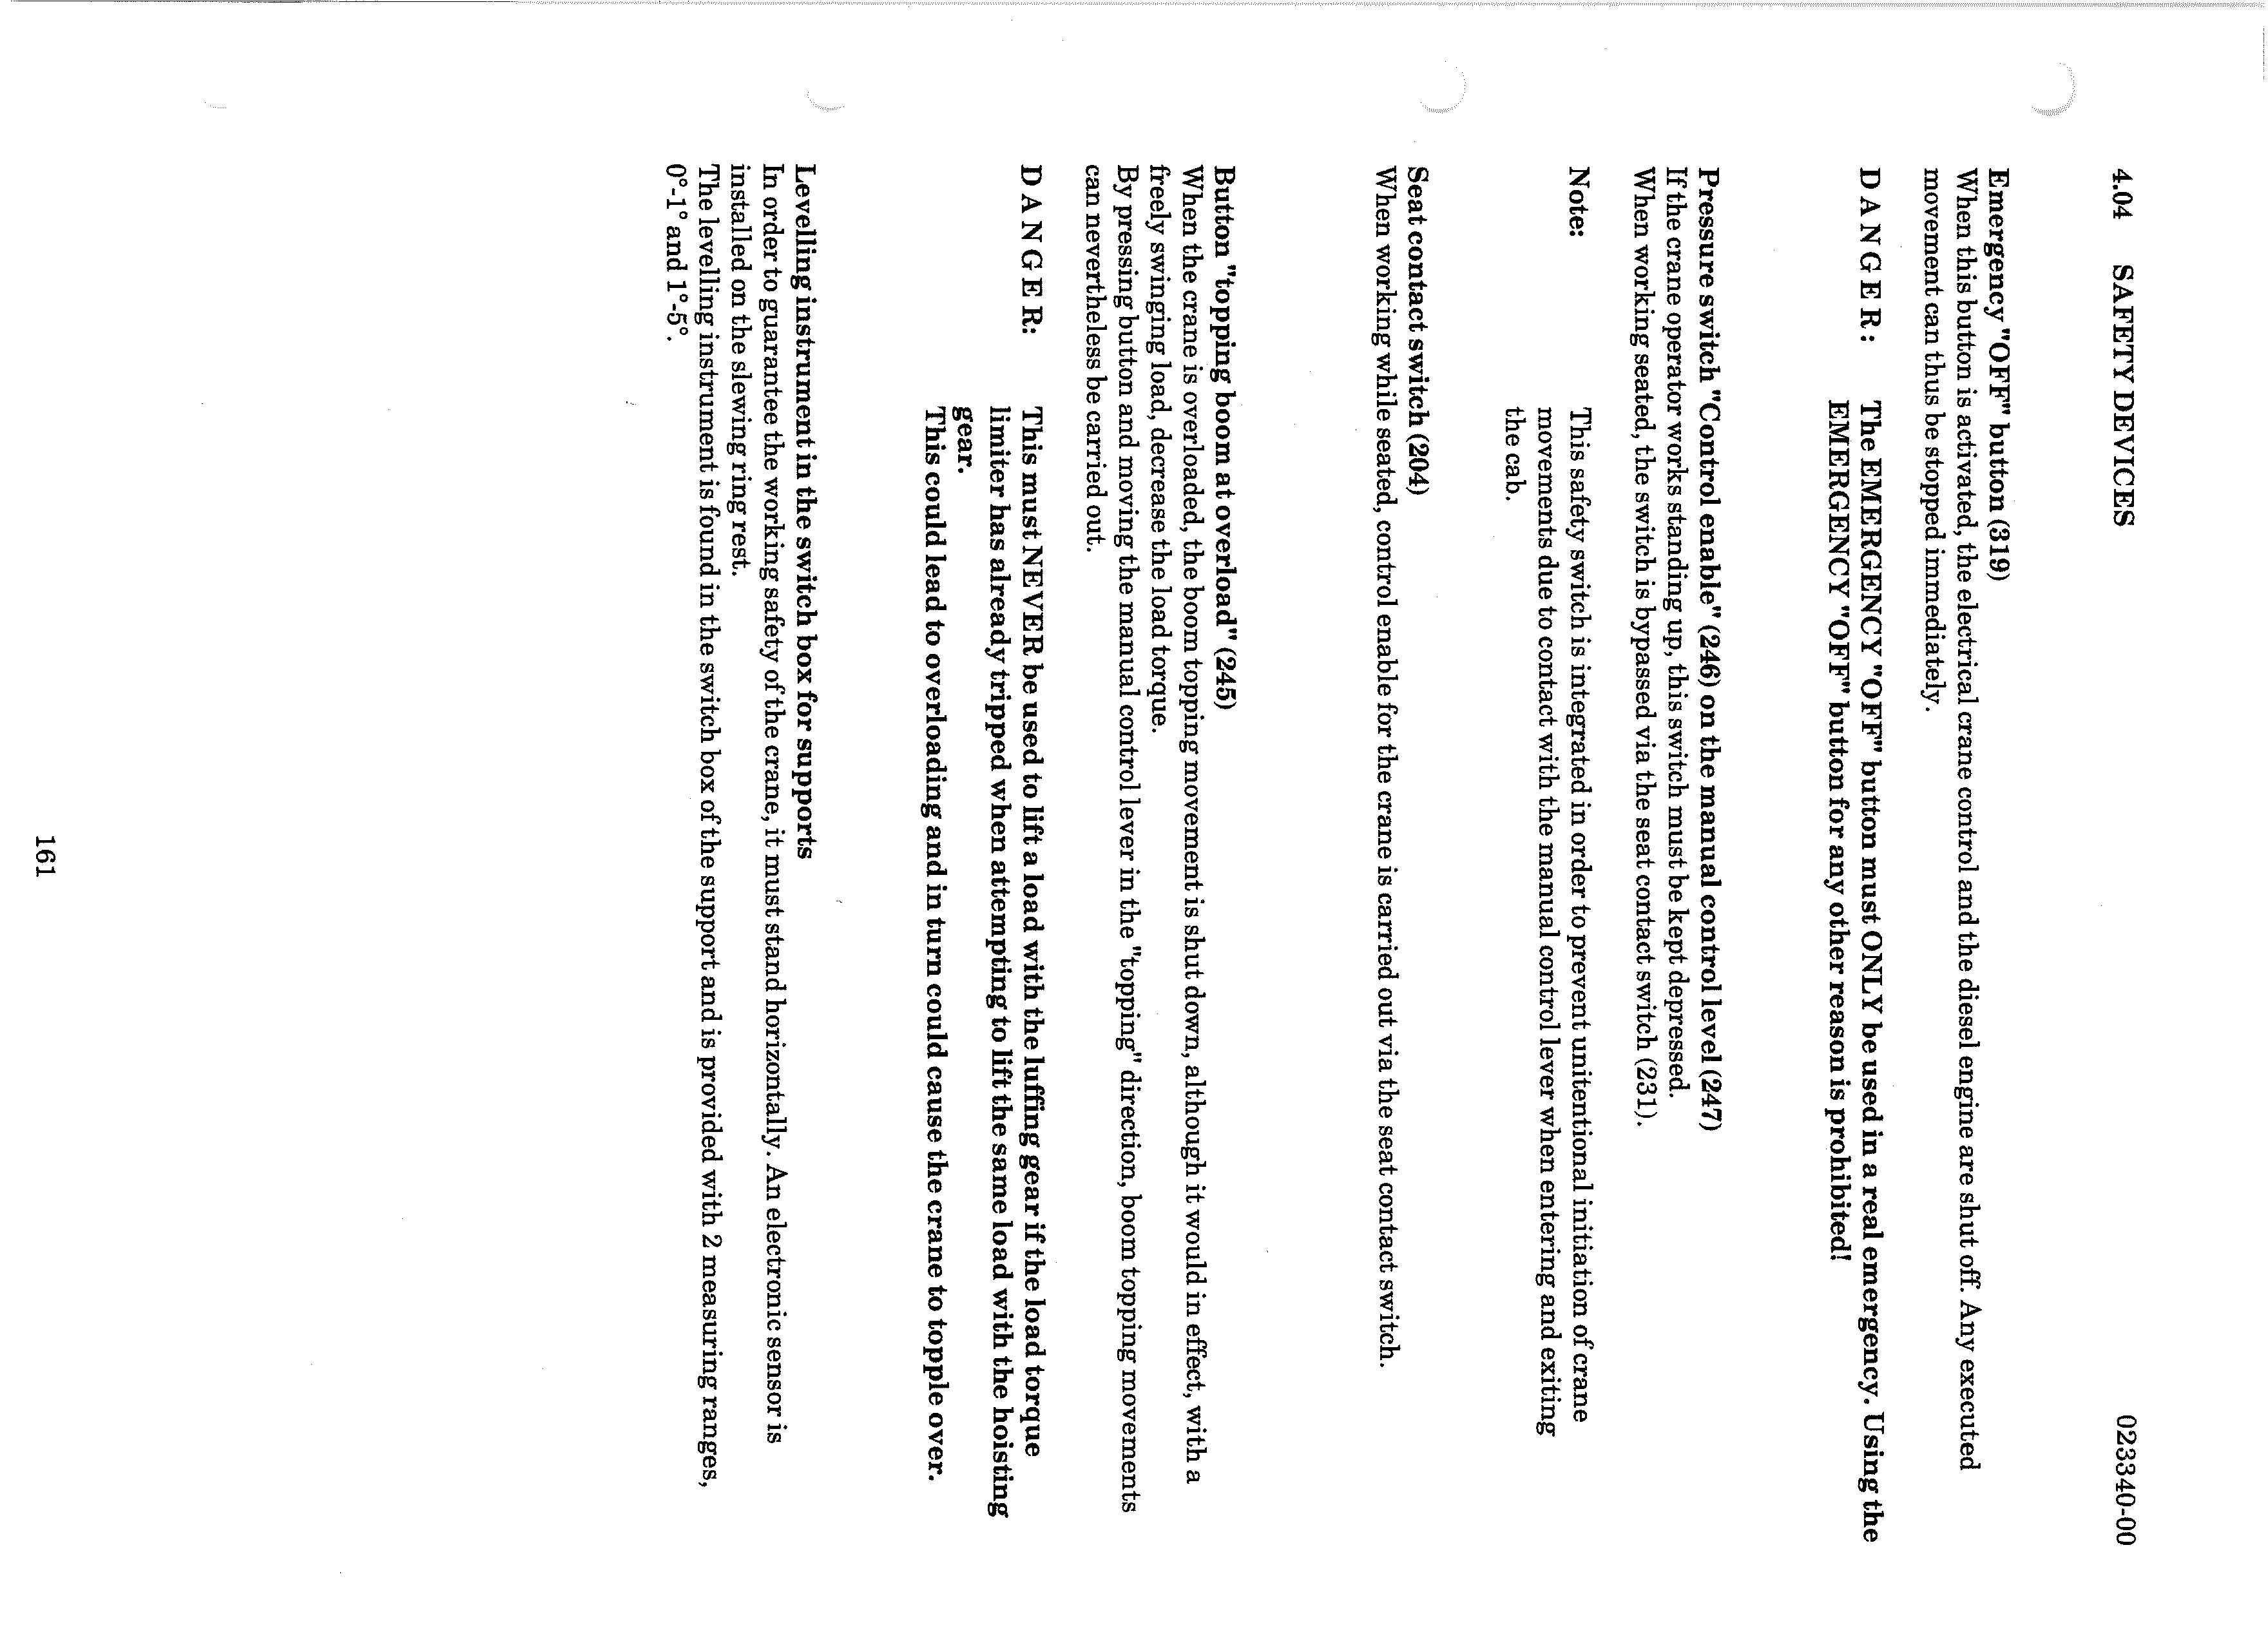 4.04 SAFETY DEVICES 023340-00
Emergency "OFF" button (319)
When this button is activated, the electrical crane control and the diesel engine are shut off. Any executed
movement can thus be stopped immediately.
D A N G E R : The EMERGENCY "OFF" button must ONLY be used in a real emergency. Using the
EMERGENCY "OFF" button for any other reason is prohibited!
Pressure switch "Control enable" (246) on the manual control level (247)
If the crane operator works standing up, this switch must be kept depressed.
When working seated, the switch is bypassed via the seat contact switch (231).
Note: This safety switch is integrated in order to prevent unitentional initiation of crane
movements due to contact with the manual control lever when entering and exiting
the cab.
Seat contact switch (204)
When working while seated, control enable for the crane is carried out via the seat contact switch.
Button "topping boom at overload" (245)
When the crane is overloaded, the boom topping movement is shut down, although it would in effect, with a
freely swinging load, decrease the load torque.
By pressing button and moving the manual control lever in the "topping" direction, boom topping movements
can nevertheless be carried out.
D A N G E R: This must NEVER be used to lift a load with the luffing gear if the load torque
limiter has already tripped when attempting to lift the same load with the hoisting
gear.
This could lead to overloading and in turn could cause the crane to topple over.
Levelling instrument in the switch box for supports
In order to guarantee the working safety of the crane, it must stand horizontally. An electronic sensor is
installed on the slewing ring rest.
The levelling instrument is found in the switch box of the support and is provided with 2 measuring ranges,
0°-1° and 1°-5°.
161